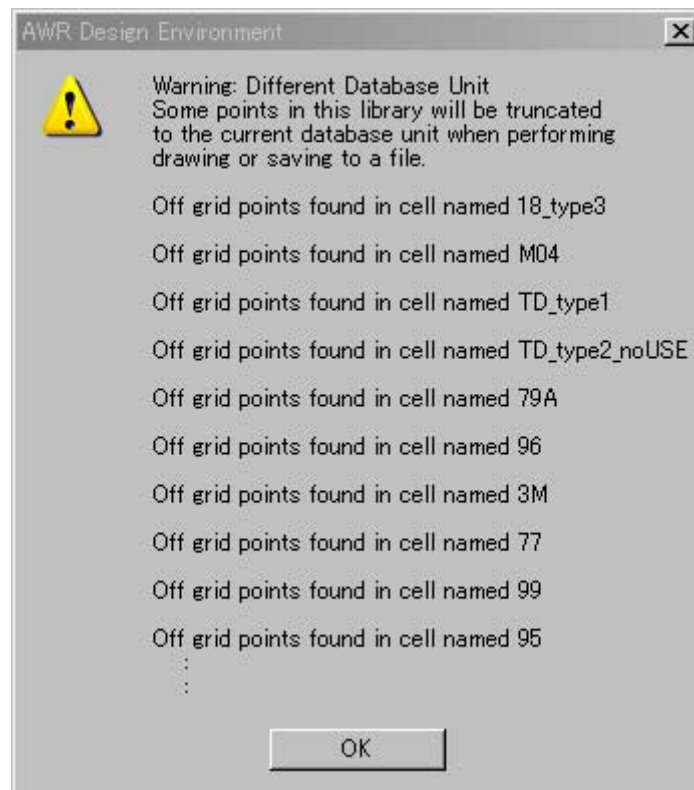 AWR Design Environment
Warning: Different Database Unit
Some points in this library will be truncated
to the current database unit when performing
drawing or saving to a file.
Off grid points found in cell named 18_type3
Off grid points found in cell named M04
Off grid points found in cell named TD_type1
Off grid points found in cell named TD_type2_noUSE
Off grid points found in cell named 79A
Off grid points found in cell named 96
Off grid points found in cell named 3M
Off grid points found in cell named 77
Off grid points found in cell named 99
Off grid points found in cell named 95
:
:
OK